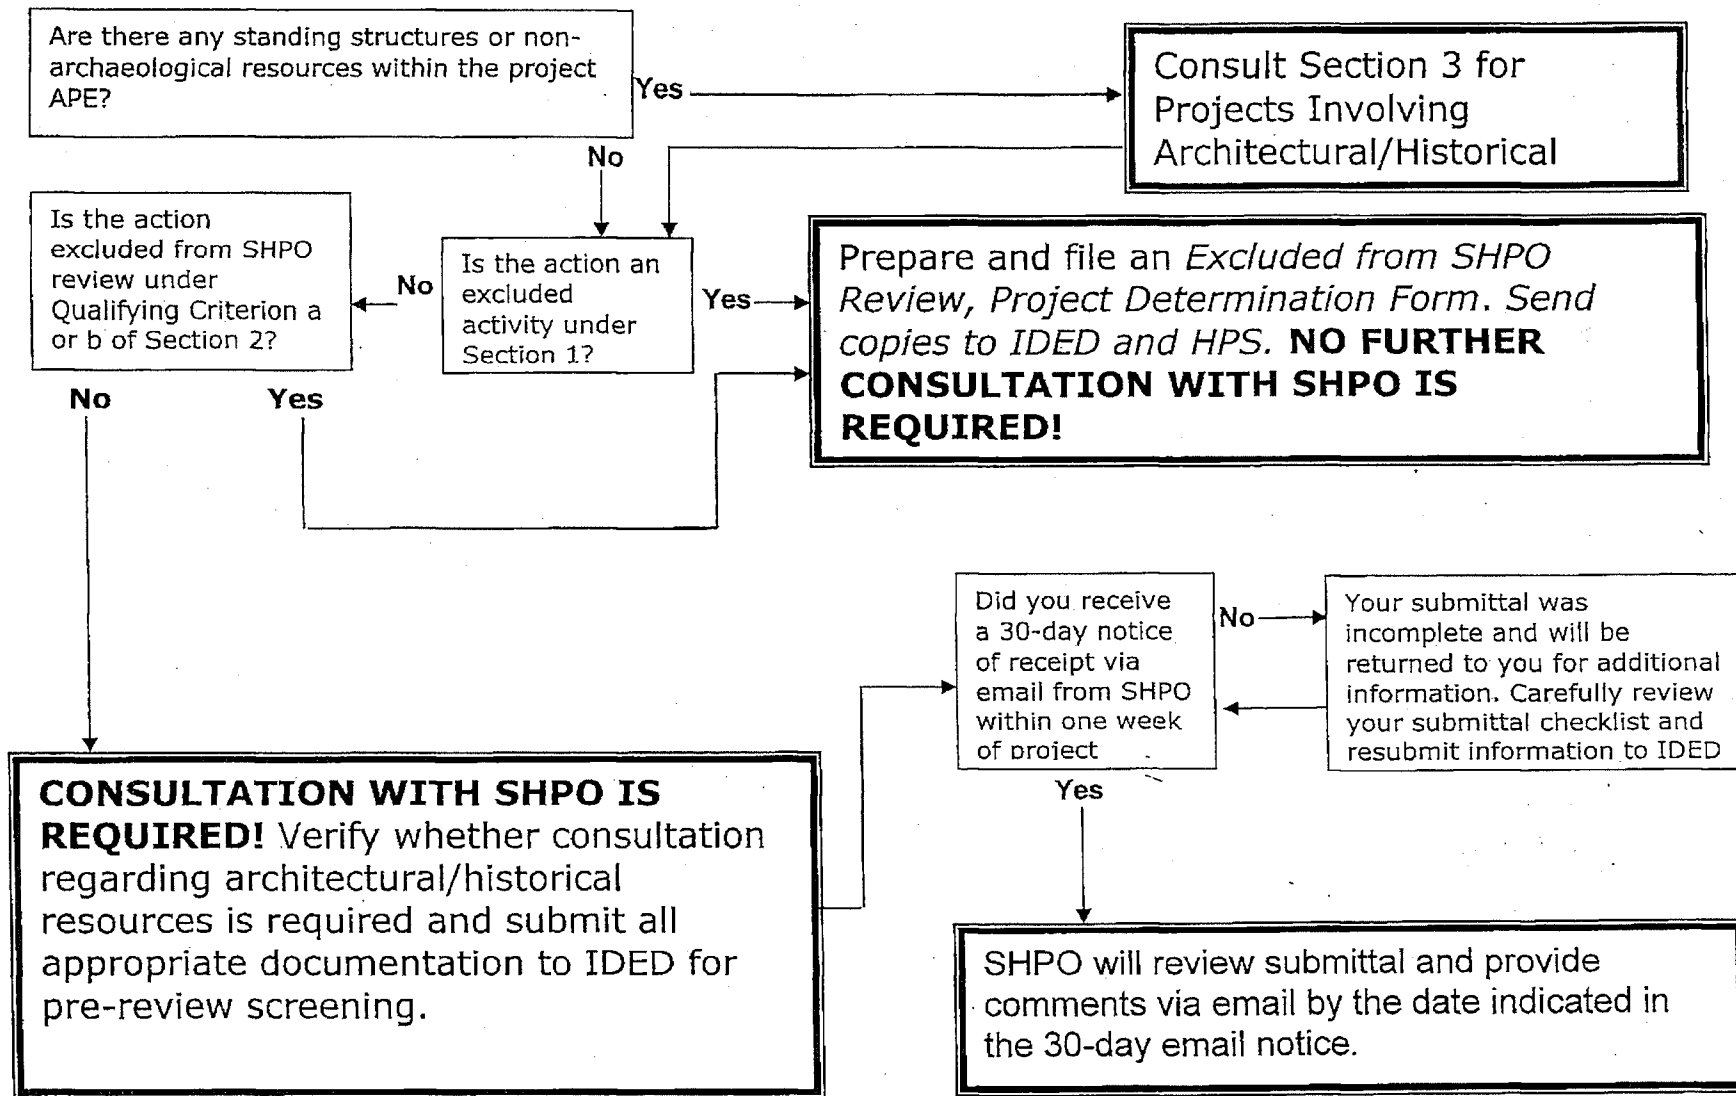 Are there any standing structures or non-
archaeological resources within the project
APE?
Yes
Consult Section 3 for
Projects Involving
Architectural/Historical
No
Is the action
excluded from SHPO
review under
Qualifying Criterion a
or b of Section 2?
No
Is the action an
excluded
activity under
Section 1?
Yes
Prepare and file an Excluded from SHPO
Review, Project Determination Form. Send
copies to IDED and HPS. NO FURTHER
CONSULTATION WITH SHPO IS
REQUIRED!
No
Yes
CONSULTATION WITH SHPO IS
REQUIRED! Verify whether consultation
regarding architectural/historical
resources is required and submit all
appropriate documentation to IDED for
pre-review screening.
Did you receive
a 30-day notice
of receipt via
email from SHPO
within one week
of project
No
Your submittal was
incomplete and will be
returned to you for additional
information. Carefully review
your submittal checklist and
resubmit information to IDED
Yes
SHPO will review submittal and provide
comments via email by the date indicated in
the 30-day email notice.